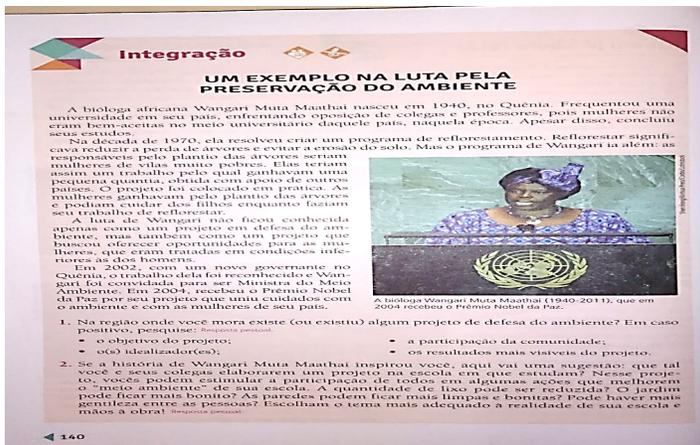 Integração
UM EXEMPLO NA LUTA PELA
PRESERVAÇÃO DO AMBIENTE
A bióloga africana Wangari Muta Maathai nasceu em 1940, no Quênia. Frequentou uma
universidade em seu país, enfrentando oposição de colegas e professores, pois mulheres não
eram bem-aceitas no meio universitário daquele país, naquela época. Apesar disso, concluiu
seus estudos.
Na década de 1970, ela resolveu criar um programa de reflorestamento. Reflorestar signifi-
cava reduzir a perda de árvores e evitar a erosão do solo. Mas o programa de Wangari ia além: as
responsáveis pelo plantio das árvores seriam
mulheres de vilas muito pobres. Elas teriam
assim um trabalho pelo qual ganhavam uma
pequena quantia, obtida com apoio de outros
países. O projeto foi colocado em prática. As
mulheres ganhavam pelo plantio das árvores
e podiam cuidar dos filhos enquanto faziam
seu trabalho de reflorestar.
A luta de Wangari não ficou conhecida
apenas como um projeto em defesa do am-
biente, mas também como um projeto que
buscou oferecer oportunidades para as mu-
lheres, que eram tratadas em condições infe-
riores às dos homens.
Em 2002, com um novo governante no
Quênia, o trabalho dela foi reconhecido e Wan-
gari foi convidada para ser Ministra do Meio
Ambiente. Em 2004, recebeu o Prêmio Nobel
da Paz por seu projeto que uniu cuidados com
o ambiente e com as mulheres de seu país.
A bióloga Wangari Muta Maathai (1940-2011), que em
2004 recebeu o Prêmio Nobel da Paz.
1. Na região onde você mora existe (ou existiu) algum projeto de defesa do ambiente? Em caso
positivo, pesquise: Resposta pessoal.
• o objetivo do projeto;
• o(s) idealizador(es);
• a participação da comunidade;
• os resultados mais visíveis do projeto.
2. Se a história de Wangari Muta Maathai inspirou você, aqui vai uma sugestão: que tal
você e seus colegas elaborarem um projeto na escola em que estudam? Nesse proje-
to, vocês podem estimular a participação de todos em algumas ações que melhorem
o "meio ambiente" de sua escola. A quantidade de lixo pode ser reduzida? O jardim
pode ficar mais bonito? As paredes podem ficar mais limpas e bonitas? Pode haver mais
gentileza entre as pessoas? Escolham o tema mais adequado à realidade de sua escola e
mãos à obra! Resposta pessoal.
140